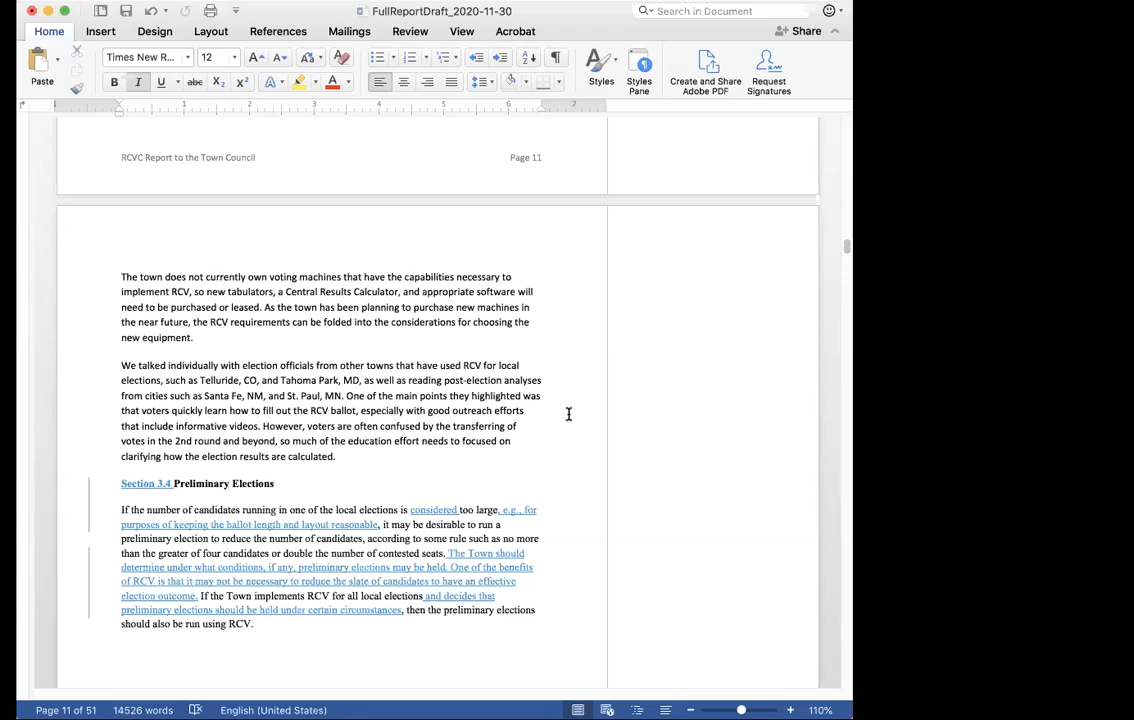 FullReportDraft_2020-11-30
Search in Document
Home Insert Design Layout References Mailings Review View Acrobat
Share
Paste
Times New R... 12
B I U abc X2 X2
A A Aa A A A
Styles
Styles Pane
Create and Share Adobe PDF
Request Signatures
1 1 2 3 4 5 6 7
RCVC Report to the Town Council Page 11
The town does not currently own voting machines that have the capabilities necessary to
implement RCV, so new tabulators, a Central Results Calculator, and appropriate software will
need to be purchased or leased. As the town has been planning to purchase new machines in
the near future, the RCV requirements can be folded into the considerations for choosing the
new equipment.
We talked individually with election officials from other towns that have used RCV for local
elections, such as Telluride, CO, and Tahoma Park, MD, as well as reading post-election analyses
from cities such as Santa Fe, NM, and St. Paul, MN. One of the main points they highlighted was
that voters quickly learn how to fill out the RCV ballot, especially with good outreach efforts
that include informative videos. However, voters are often confused by the transferring of
votes in the 2nd round and beyond, so much of the education effort needs to focused on
clarifying how the election results are calculated.
Section 3.4 Preliminary Elections
If the number of candidates running in one of the local elections is considered too large, e.g., for
purposes of keeping the ballot length and layout reasonable, it may be desirable to run a
preliminary election to reduce the number of candidates, according to some rule such as no more
than the greater of four candidates or double the number of contested seats. The Town should
determine under what conditions, if any, preliminary elections may be held. One of the benefits
of RCV is that it may not be necessary to reduce the slate of candidates to have an effective
election outcome. If the Town implements RCV for all local elections and decides that
preliminary elections should be held under certain circumstances, then the preliminary elections
should also be run using RCV.
Page 11 of 51 14526 words English (United States) 110%